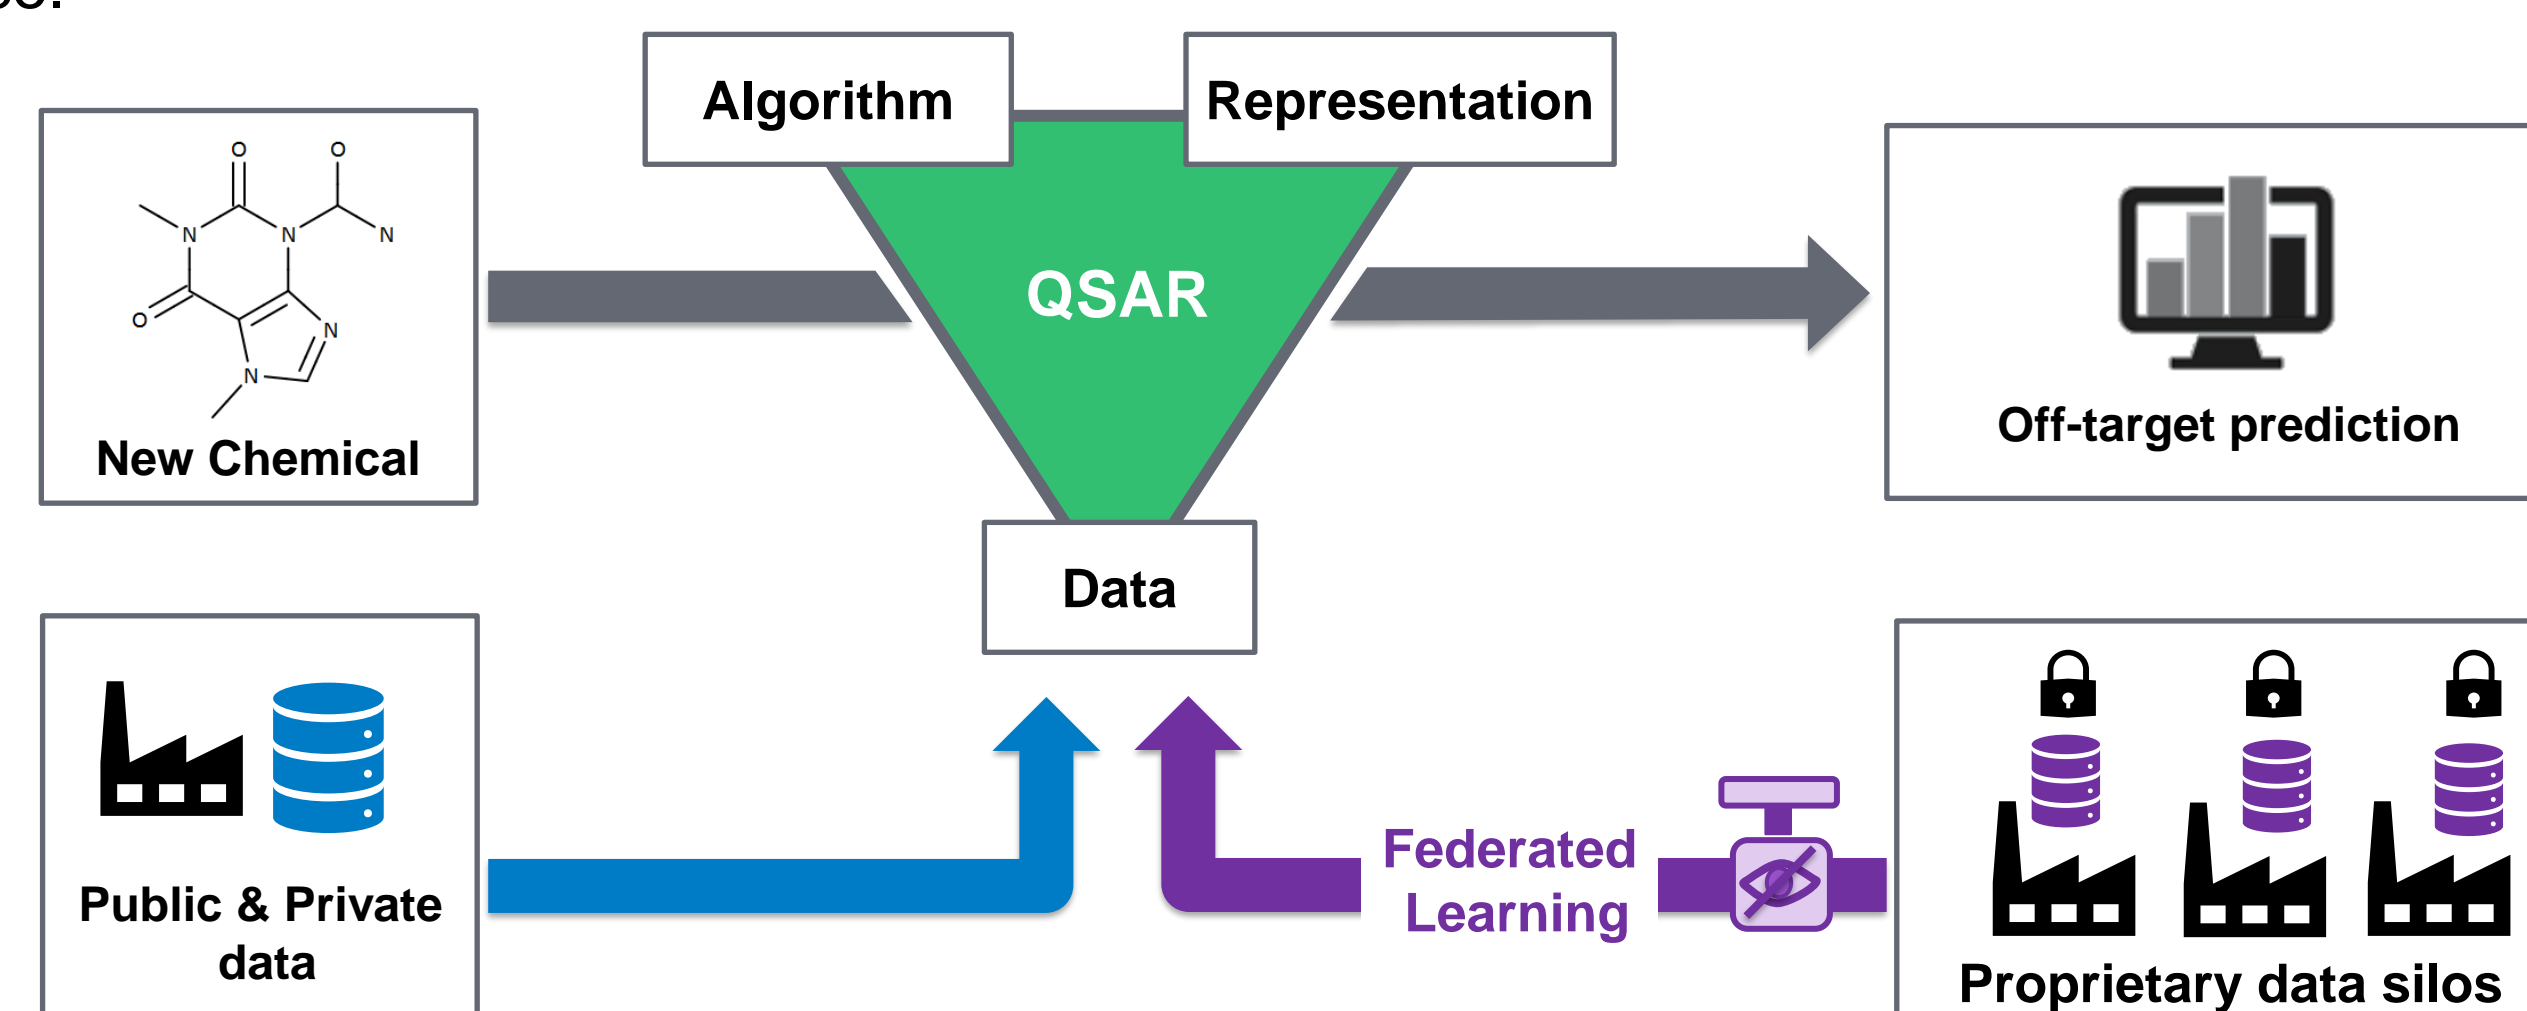 Algorithm
Representation
O
O
N
N
N
O
N
N
New Chemical
QSAR
Off-target prediction
Data
Public & Private
data
Federated
Learning
Proprietary data silos